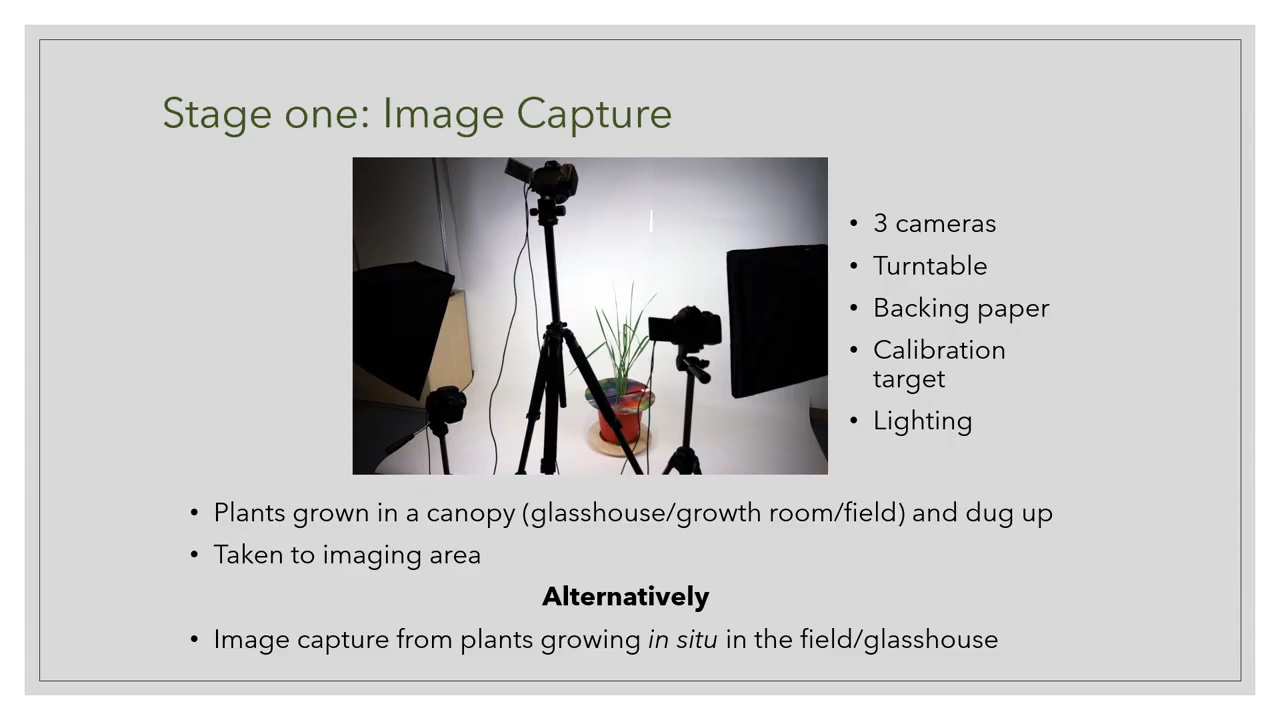 Stage one: Image Capture
• 3 cameras
• Turntable
• Backing paper
• Calibration
target
• Lighting
• Plants grown in a canopy (glasshouse/growth room/field) and dug up
• Taken to imaging area
Alternatively
• Image capture from plants growing in situ in the field/glasshouse